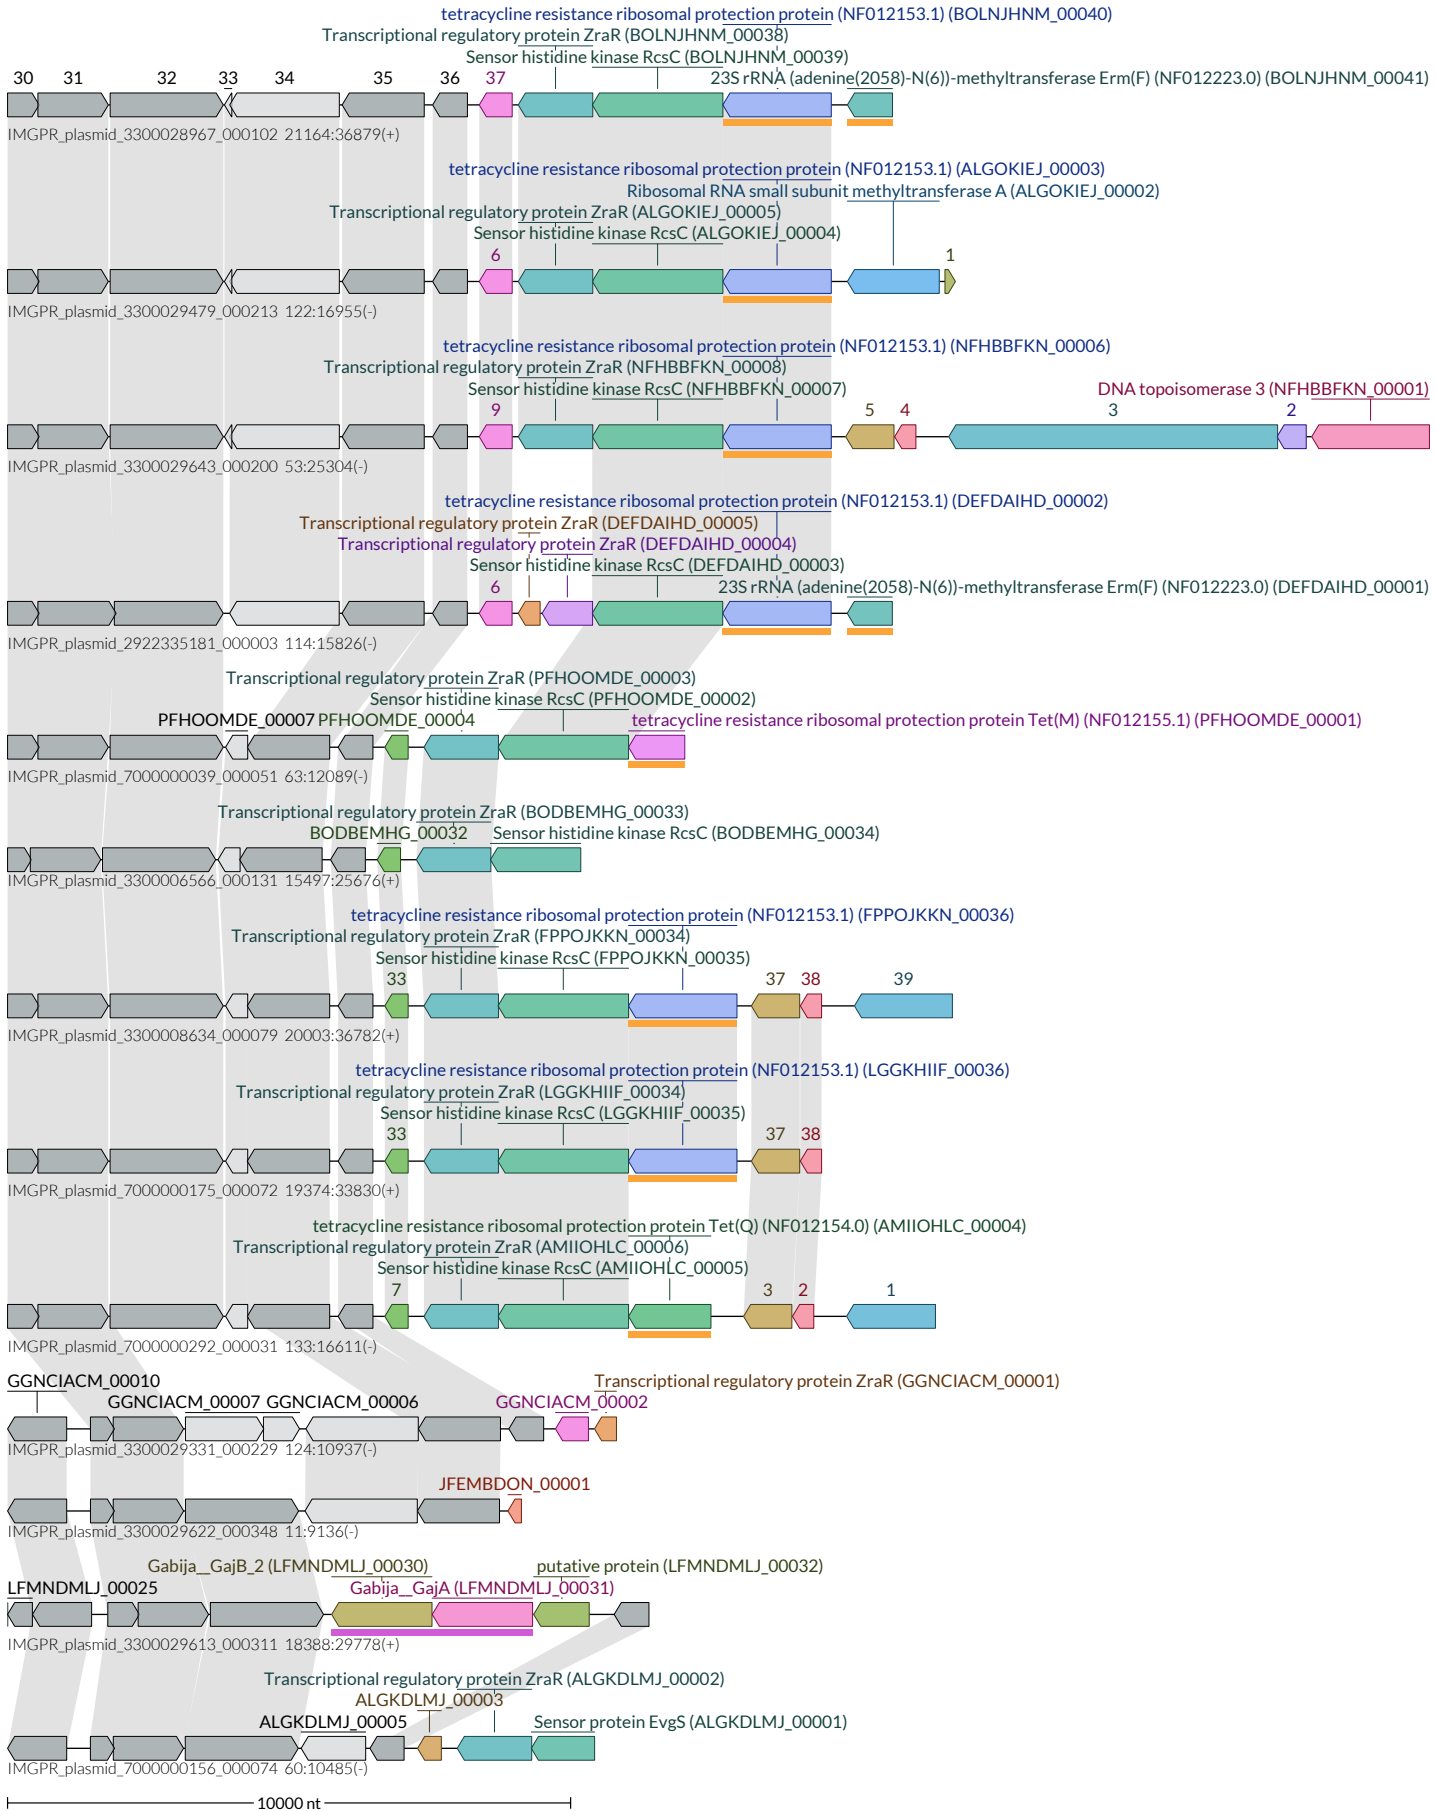 tetracycline resistance ribosomal protection protein (NF012153.1) (BOLNJHNM_00040)
Transcriptional regulatory protein ZraR (BOLNJHNM_00038)
Sensor histidine kinase RcsC (BOLNJHNM_00039)
30 31 32 33 34 35 36 37 23S rRNA (adenine(2058)-N(6))-methyltransferase Erm(F) (NF012223.0) (BOLNJHNM_00041)
IMGPR_plasmid_3300028967_000102 21164:36879(+)
tetracycline resistance ribosomal protection protein (NF012153.1) (ALGOKIEJ_00003)
Ribosomal RNA small subunit methyltransferase A (ALGOKIEJ_00002)
Transcriptional regulatory protein ZraR (ALGOKIEJ_00005)
Sensor histidine kinase RcsC (ALGOKIEJ_00004)
6 1
IMGPR_plasmid_3300029479_000213 122:16955(-)
tetracycline resistance ribosomal protection protein (NF012153.1) (NFHBBFKN_00006)
Transcriptional regulatory protein ZraR (NFHBBFKN_00008)
Sensor histidine kinase RcsC (NFHBBFKN_00007) DNA topoisomerase 3 (NFHBBFKN_00001)
9 5 4 3 2
IMGPR_plasmid_3300029643_000200 53:25304(-)
tetracycline resistance ribosomal protection protein (NF012153.1) (DEFDAIHD_00002)
Transcriptional regulatory protein ZraR (DEFDAIHD_00005)
Transcriptional regulatory protein ZraR (DEFDAIHD_00004)
Sensor histidine kinase RcsC (DEFDAIHD_00003)
6 23S rRNA (adenine(2058)-N(6))-methyltransferase Erm(F) (NF012223.0) (DEFDAIHD_00001)
IMGPR_plasmid_2922335181_000003 114:15826(-)
Transcriptional regulatory protein ZraR (PFHOOMDE_00003)
Sensor histidine kinase RcsC (PFHOOMDE_00002)
PFHOOMDE_00007 PFHOOMDE_00004 tetracycline resistance ribosomal protection protein Tet(M) (NF012155.1) (PFHOOMDE_00001)
IMGPR_plasmid_7000000039_000051 63:12089(-)
Transcriptional regulatory protein ZraR (BODBEMHG_00033)
BODBEMHG_00032 Sensor histidine kinase RcsC (BODBEMHG_00034)
IMGPR_plasmid_3300006566_000131 15497:25676(+)
tetracycline resistance ribosomal protection protein (NF012153.1) (FPPOJKKN_00036)
Transcriptional regulatory protein ZraR (FPPOJKKN_00034)
Sensor histidine kinase RcsC (FPPOJKKN_00035)
33 37 38 39
IMGPR_plasmid_3300008634_000079 20003:36782(+)
tetracycline resistance ribosomal protection protein (NF012153.1) (LGGKHIIF_00036)
Transcriptional regulatory protein ZraR (LGGKHIIF_00034)
Sensor histidine kinase RcsC (LGGKHIIF_00035)
33 37 38
IMGPR_plasmid_7000000175_000072 19374:33830(+)
tetracycline resistance ribosomal protection protein Tet(Q) (NF012154.0) (AMIIOHLC_00004)
Transcriptional regulatory protein ZraR (AMIIOHLC_00006)
Sensor histidine kinase RcsC (AMIIOHLC_00005)
7 3 2 1
IMGPR_plasmid_7000000292_000031 133:16611(-)
GGNCIACM_00010 Transcriptional regulatory protein ZraR (GGNCIACM_00001)
GGNCIACM_00007 GGNCIACM_00006 GGNCIACM_00002
IMGPR_plasmid_3300029331_000229 124:10937(-)
JFEMBDON_00001
IMGPR_plasmid_3300029622_000348 11:9136(-)
Gabija__GajB_2 (LFMNDMLJ_00030) putative protein (LFMNDMLJ_00032)
LFMNDMLJ_00025 Gabija__GajA (LFMNDMLJ_00031)
IMGPR_plasmid_3300029613_000311 18388:29778(+)
Transcriptional regulatory protein ZraR (ALGKDLMJ_00002)
ALGKDLMJ_00003
ALGKDLMJ_00005 Sensor protein EvgS (ALGKDLMJ_00001)
IMGPR_plasmid_7000000156_000074 60:10485(-)
10000 nt